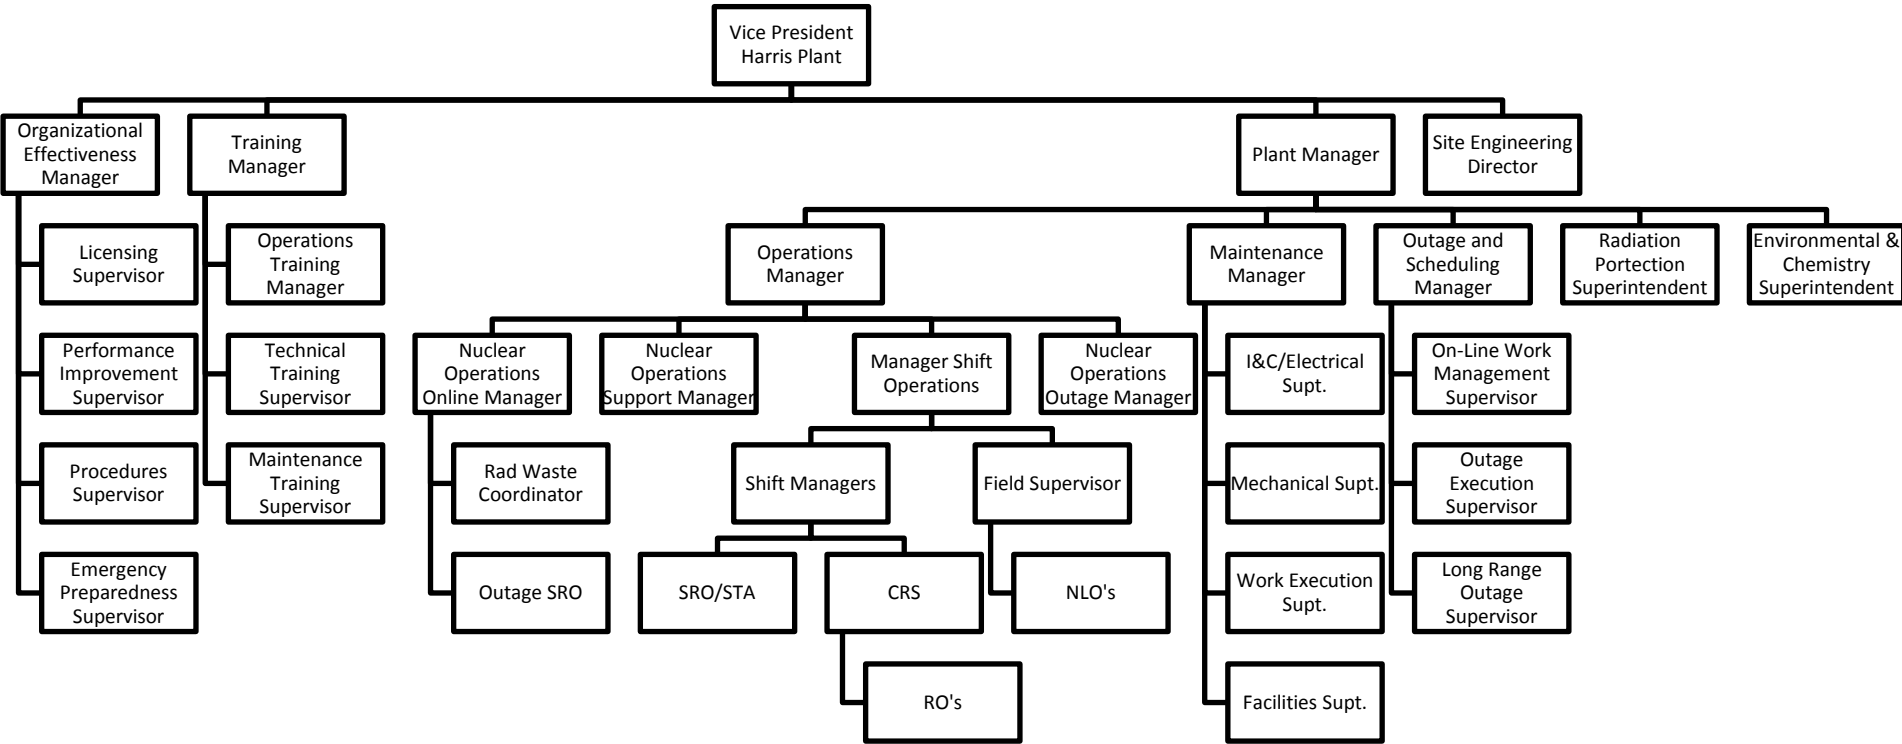 Vice President
Harris Plant
Organizational
Effectiveness
Manager
Training
Manager
Plant Manager
Site Engineering
Director
Licensing
Supervisor
Operations
Training
Manager
Operations
Manager
Maintenance
Manager
Outage and
Scheduling
Manager
Radiation
Portection
Superintendent
Environmental &
Chemistry
Superintendent
Performance
Improvement
Supervisor
Technical
Training
Supervisor
Nuclear
Operations
Online Manager
Nuclear
Operations
Support Manager
Manager Shift
Operations
Nuclear
Operations
Outage Manager
I&C/Electrical
Supt.
On-Line Work
Management
Supervisor
Procedures
Supervisor
Maintenance
Training
Supervisor
Rad Waste
Coordinator
Shift Managers
Field Supervisor
Mechanical Supt.
Outage
Execution
Supervisor
Emergency
Preparedness
Supervisor
Outage SRO
SRO/STA
CRS
NLO's
Work Execution
Supt.
Long Range
Outage
Supervisor
RO's
Facilities Supt.